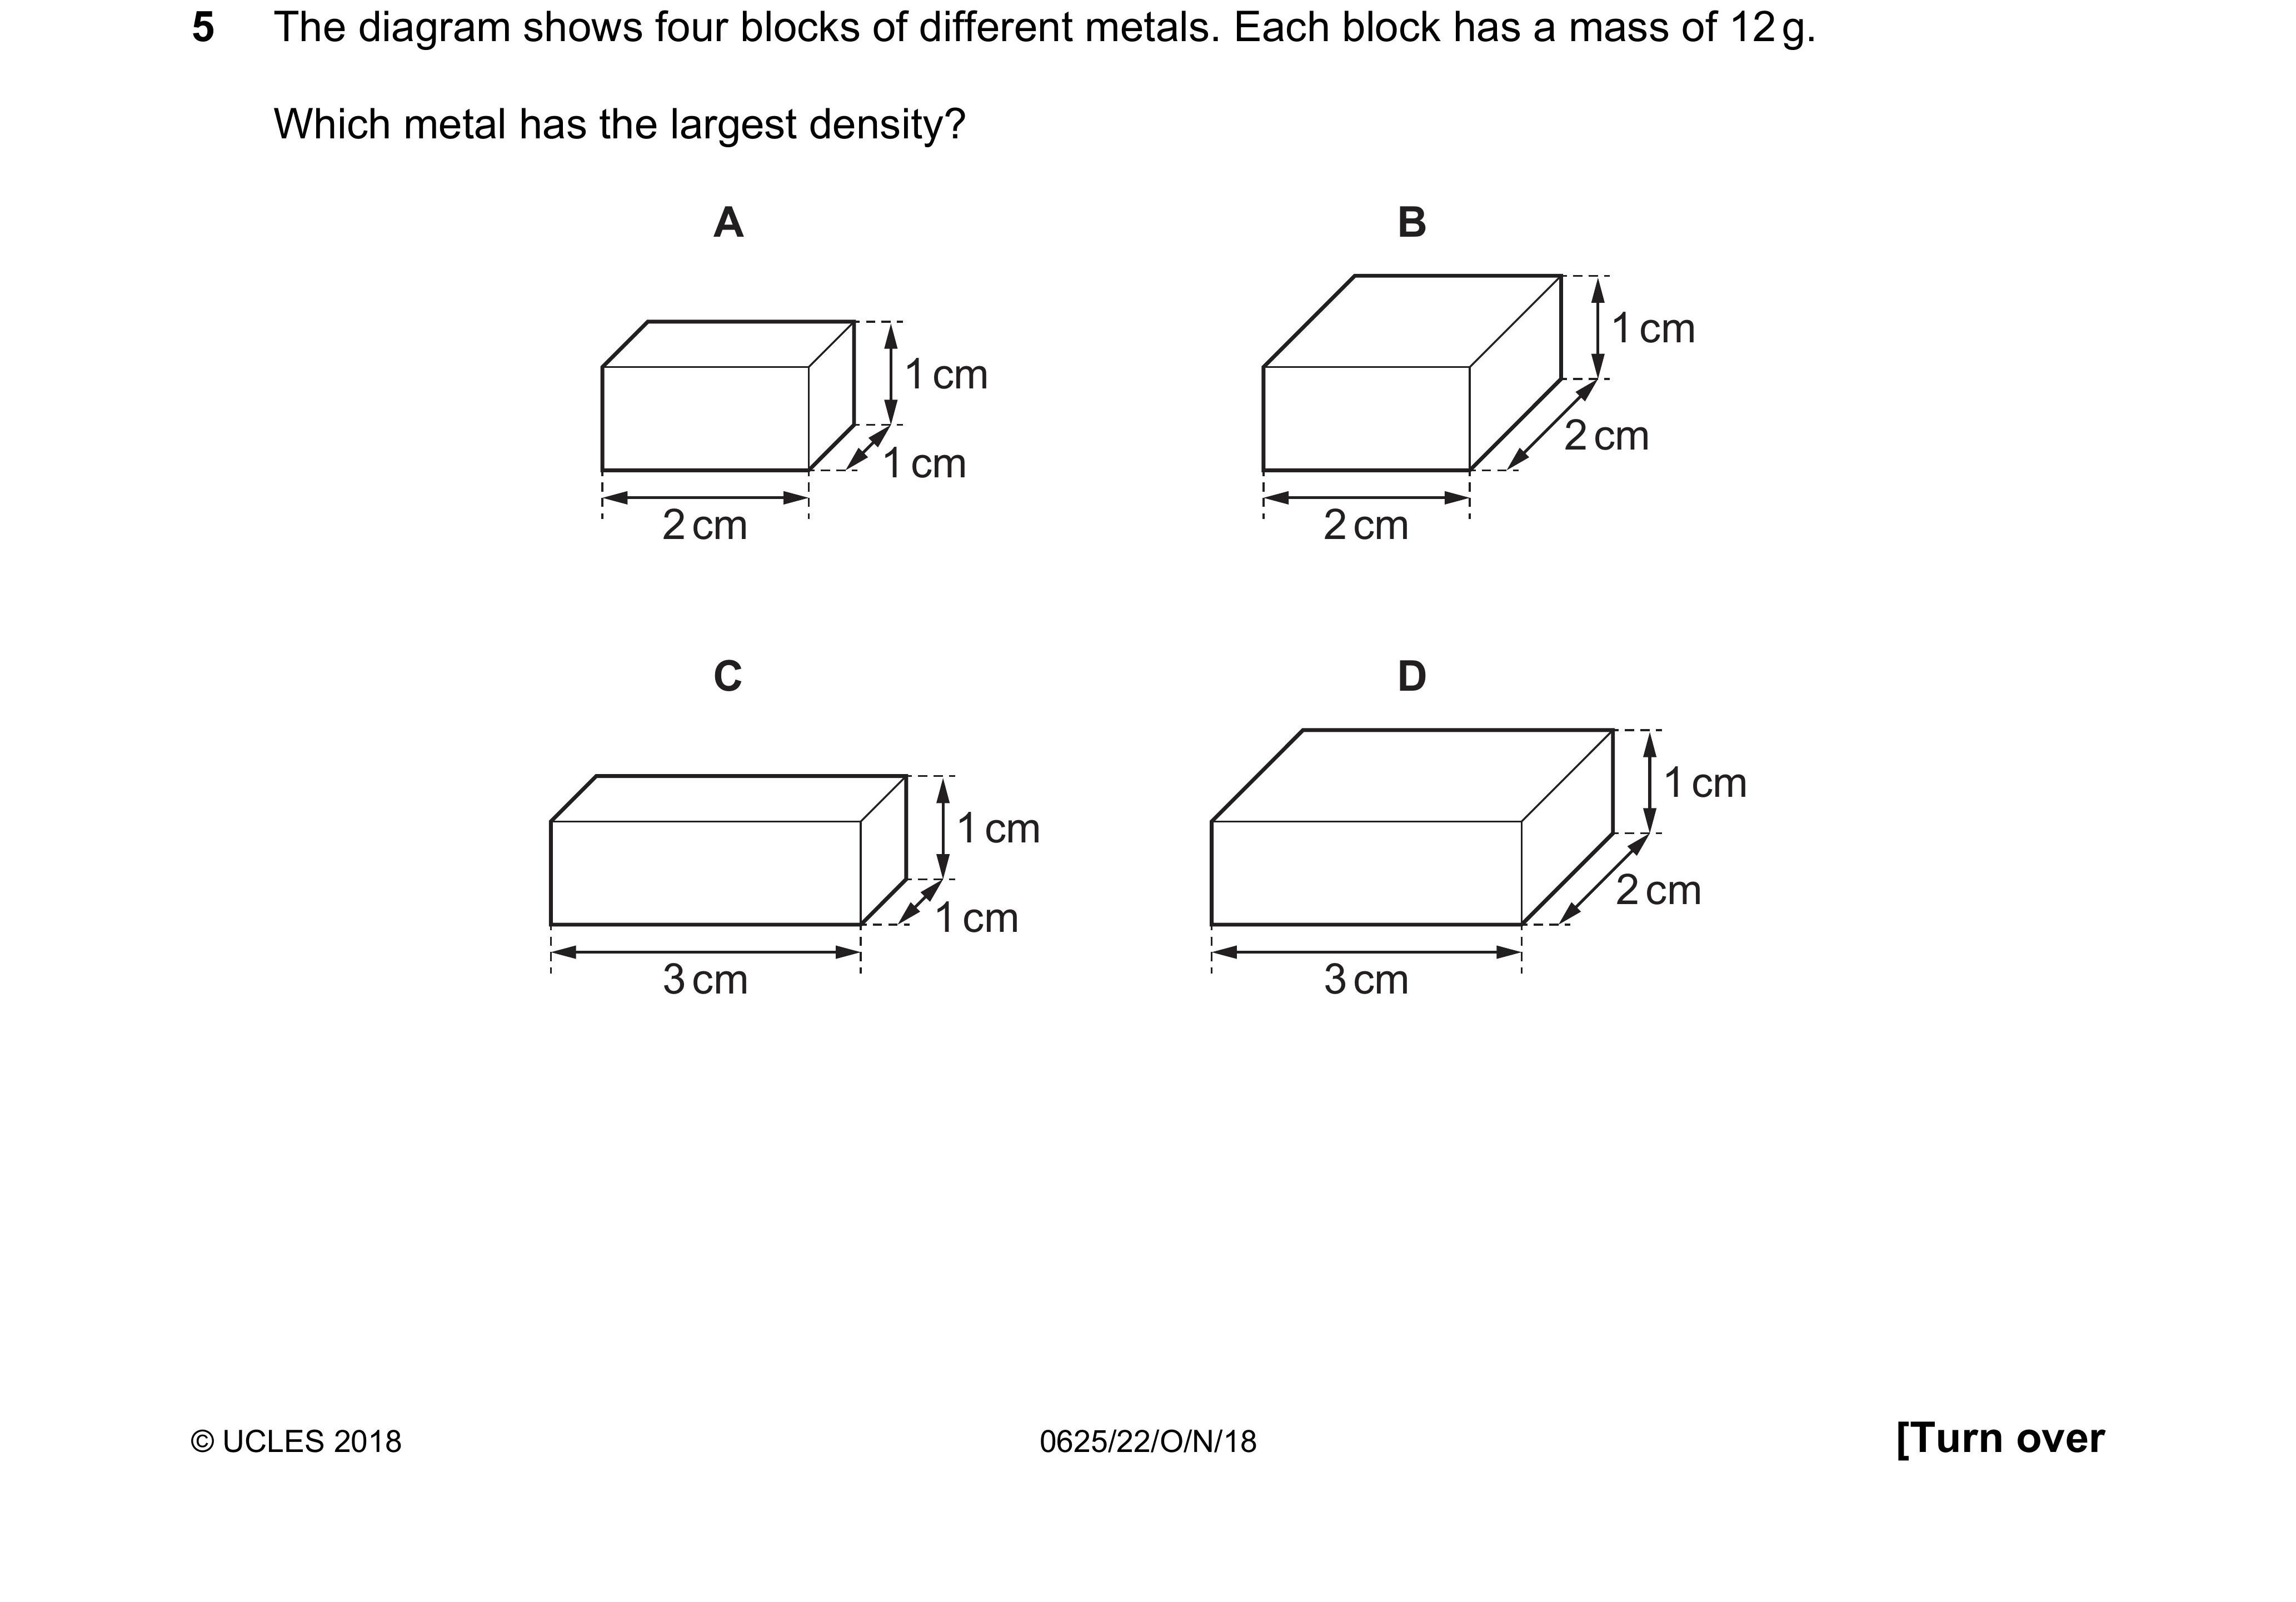 5 The diagram shows four blocks of different metals. Each block has a mass of 12 g.
Which metal has the largest density?
A
1 cm
1 cm
2 cm
B
1 cm
2 cm
2 cm
C
1 cm
1 cm
3 cm
D
1 cm
2 cm
3 cm
© UCLES 2018 0625/22/O/N/18 [Turn over